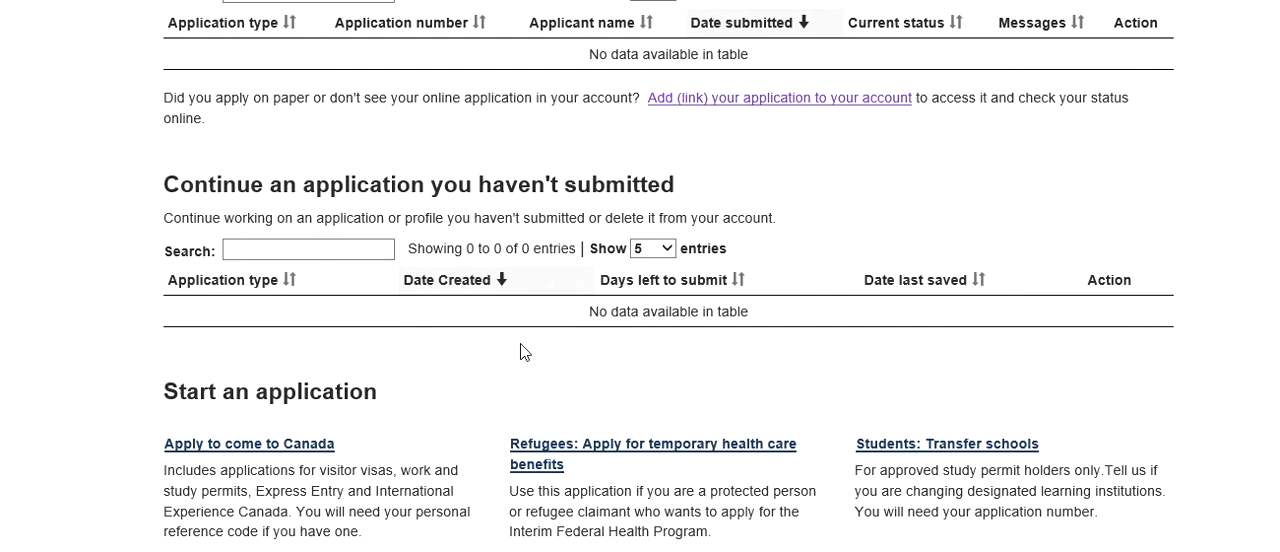 Application type Application number Applicant name Date submitted Current status Messages Action
No data available in table
Did you apply on paper or don't see your online application in your account? Add (link) your application to your account to access it and check your status
online.
Continue an application you haven't submitted
Continue working on an application or profile you haven't submitted or delete it from your account.
Search: Showing 0 to 0 of 0 entries | Show 5 entries
Application type Date Created Days left to submit Date last saved Action
No data available in table
Start an application
Apply to come to Canada
Includes applications for visitor visas, work and
study permits, Express Entry and International
Experience Canada. You will need your personal
reference code if you have one.
Refugees: Apply for temporary health care
benefits
Use this application if you are a protected person
or refugee claimant who wants to apply for the
Interim Federal Health Program.
Students: Transfer schools
For approved study permit holders only.Tell us if
you are changing designated learning institutions.
You will need your application number.